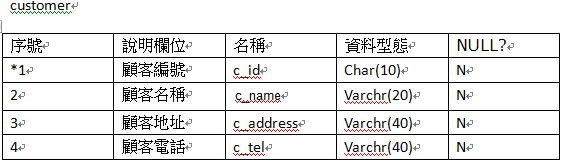 customer
序號 說明欄位 名稱 資料型態 NULL?
*1 顧客編號 c_id Char(10) N
2 顧客名稱 c_name Varchr(20) N
3 顧客地址 c_address Varchr(40) N
4 顧客電話 c_tel Varchr(40) N